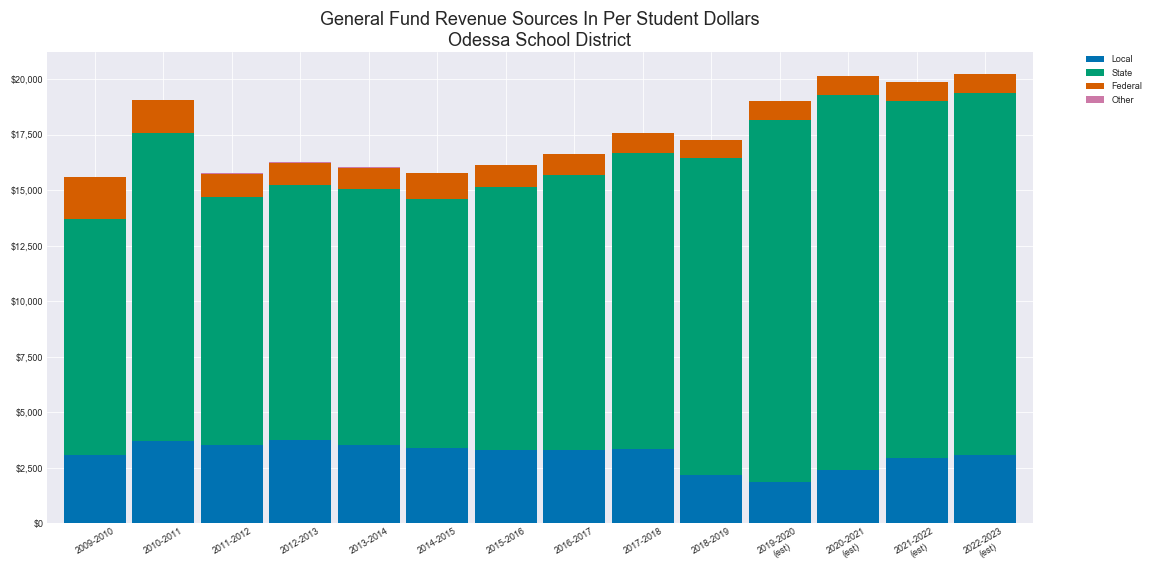 General Fund Revenue Sources In Per Student Dollars
Odessa School District
Local
State
Federal
Other
$20,000
$17,500
$15,000
$12,500
$10,000
$7,500
$5,000
$2,500
$0
2009-2010
2010-2011
2011-2012
2012-2013
2013-2014
2014-2015
2015-2016
2016-2017
2017-2018
2018-2019
2019-2020
(est)
2020-2021
(est)
2021-2022
(est)
2022-2023
(est)